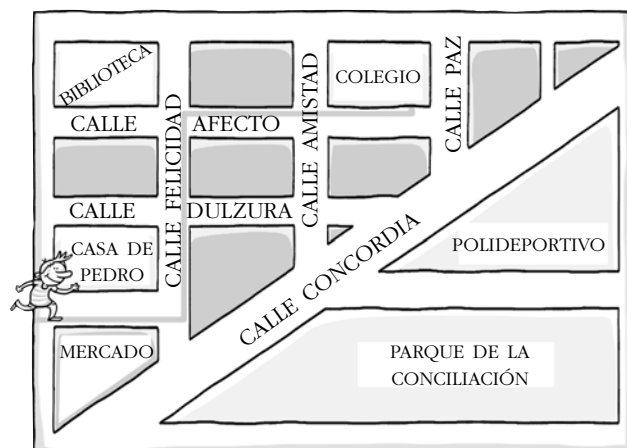 BIBLIOTECA
COLEGIO
CALLE PAZ
CALLE AFECTO
CALLE AMISTAD
CALLE FELICIDAD
CALLE DULZURA
CASA DE
PEDRO
POLIDEPORTIVO
CALLE CONCORDIA
MERCADO
PARQUE DE LA
CONCILIACIÓN